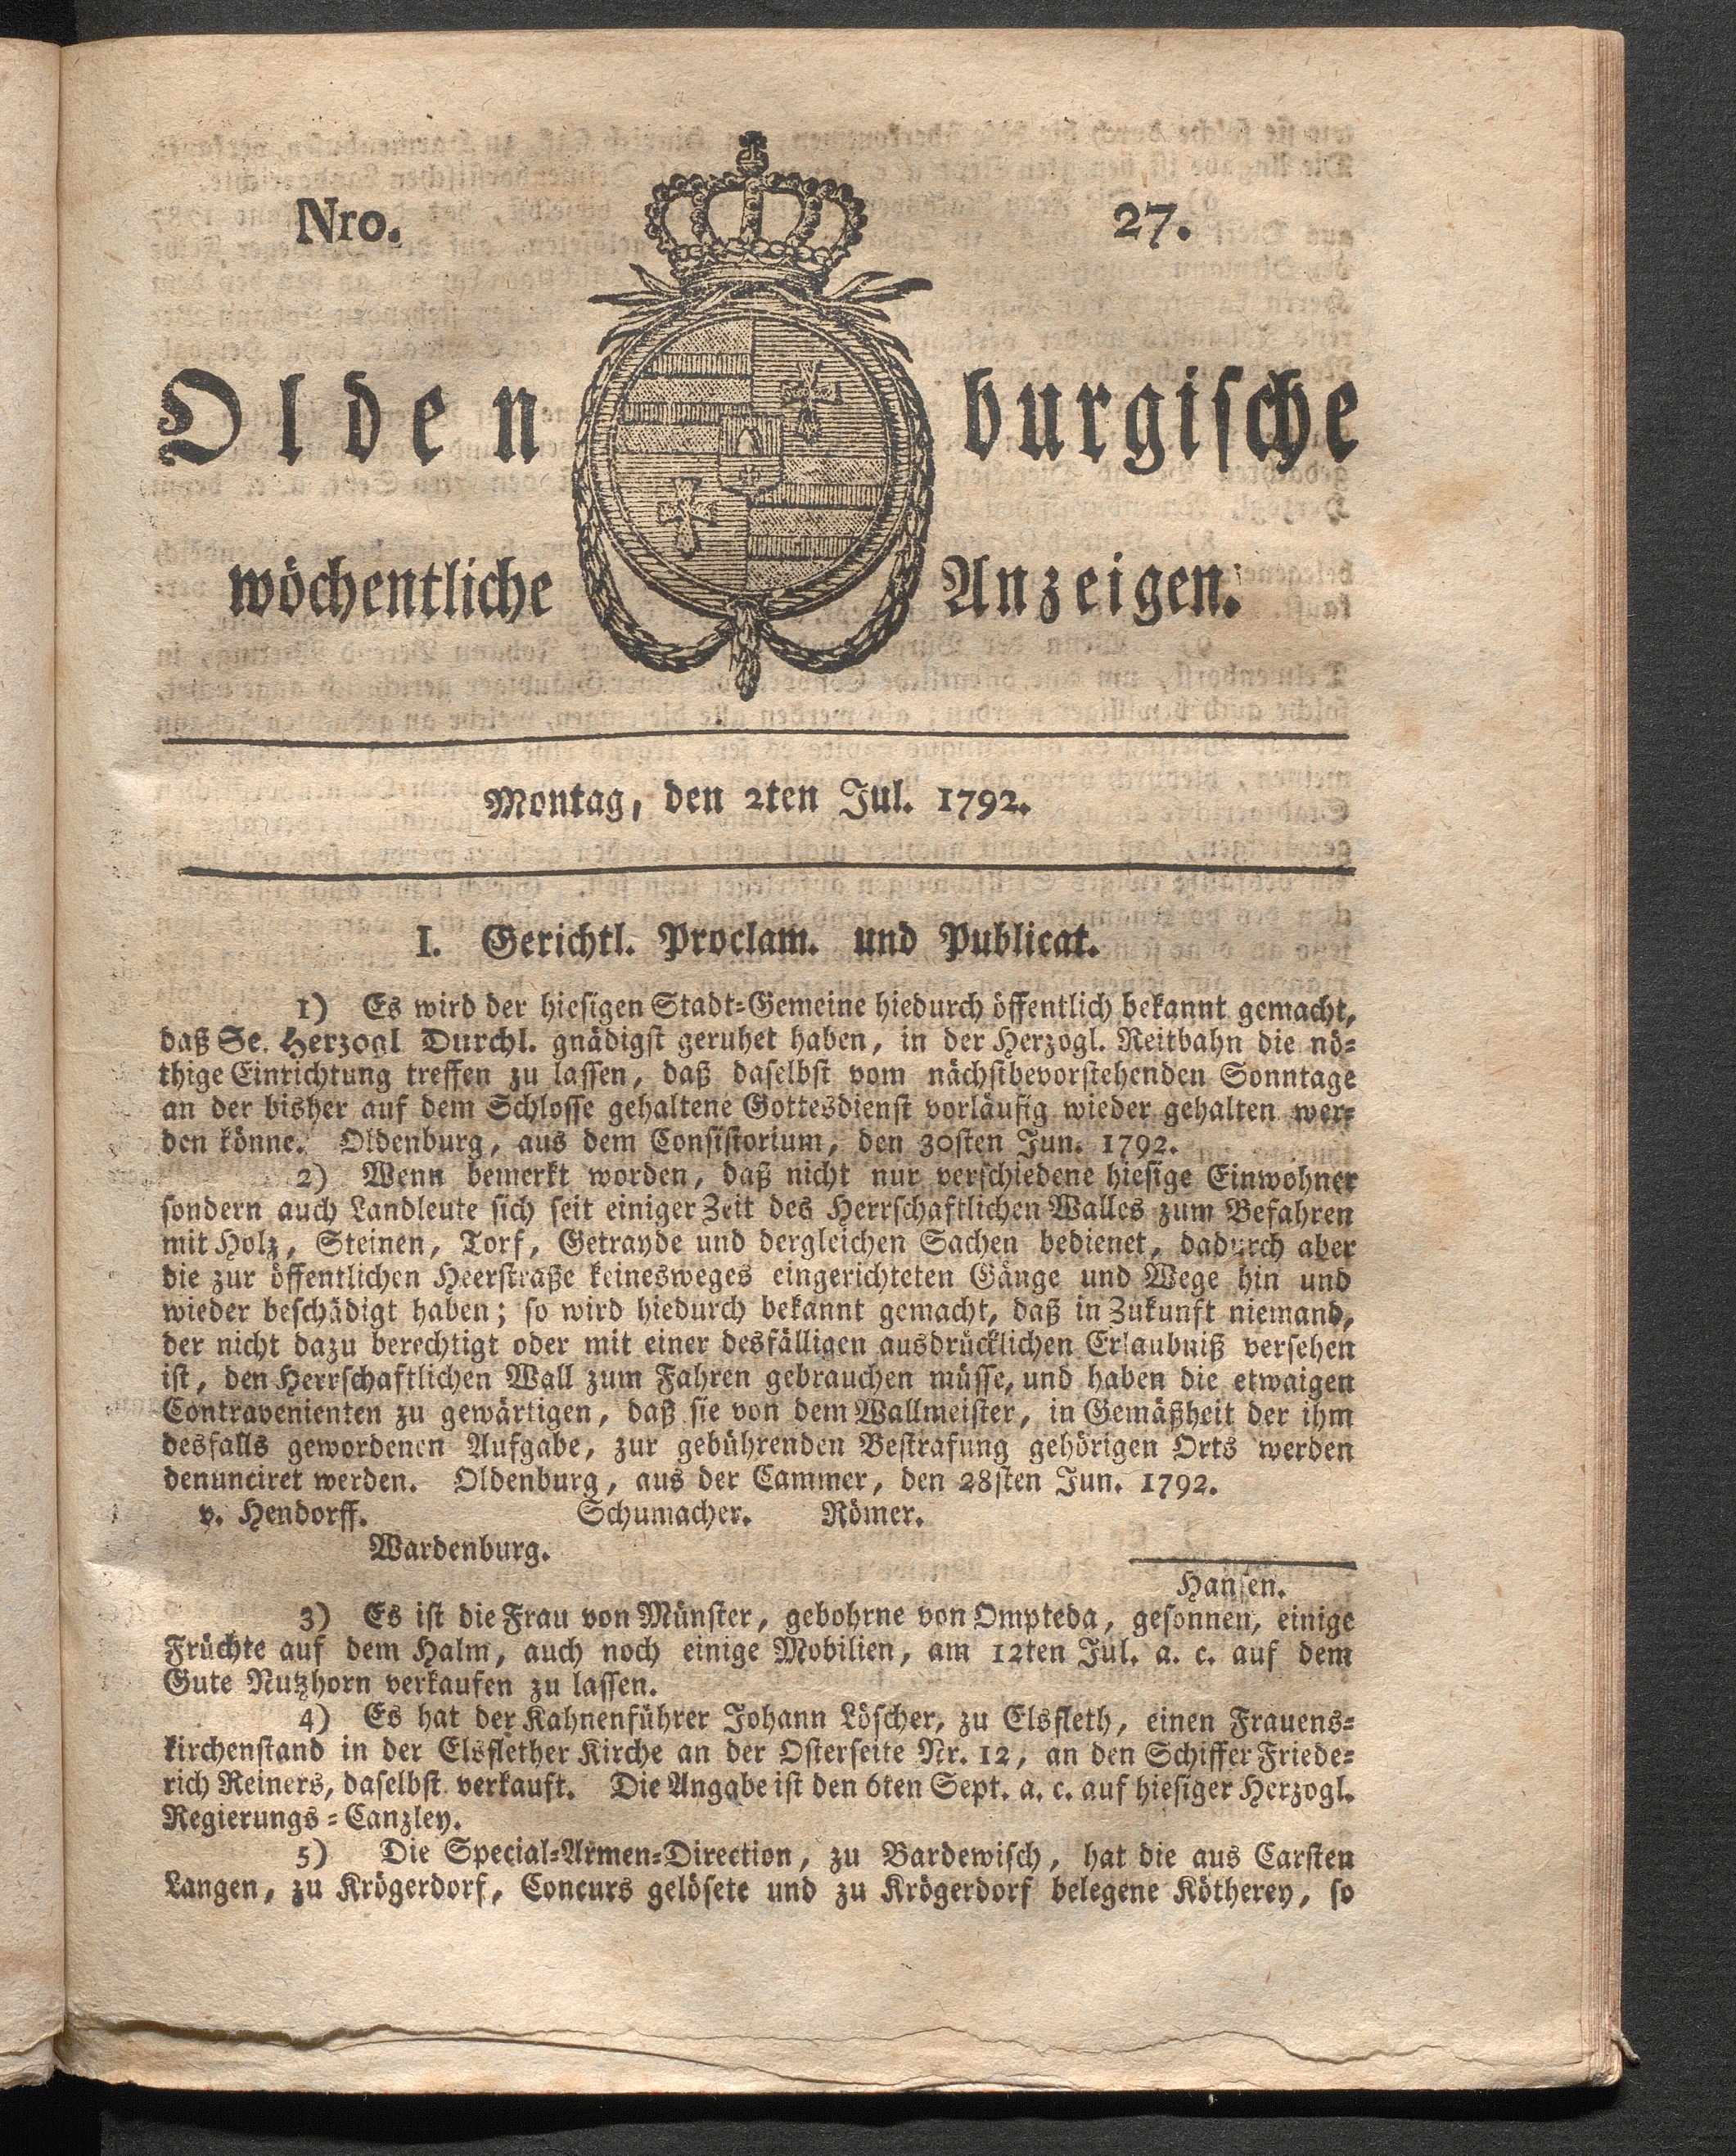 Nro. 27.
Olden burgische
wöchentliche Anzeigen.
Montag, den 2ten Jul. 1792.
I. Gerichtl. Proclam. und Publicat.
1) Es wird der hiesigen Stadt-Gemeine hiedurch öffentlich bekannt gemacht,
daß Se. Herzogl Durchl. gnädigst geruhet haben, in der Herzogl. Reitbahn die nö-
thige Einrichtung treffen zu lassen, daß daselbst vom nächstbevorstehenden Sonntage
an der bisher auf dem Schlosse gehaltene Gottesdienst vorläufig wieder gehalten wer-
den könne. Oldenburg, aus dem Consistorium, den 30sten Jun. 1792.
2) Wenn bemerkt worden, daß nicht nur verschiedene hiesige Einwohner
sondern auch Landleute sich seit einiger Zeit des Herrschaftlichen Walles zum Befahren
mit Holz, Steinen, Torf, Getrayde und dergleichen Sachen bedienet, dadurch aber
die zur öffentlichen Heerstraße keinesweges eingerichteten Gänge und Wege hin und
wieder beschädigt haben; so wird hiedurch bekannt gemacht, daß in Zukunft niemand,
der nicht dazu berechtigt oder mit einer desfälligen ausdrücklichen Erlaubniß versehen
ist, den Herrschaftlichen Wall zum Fahren gebrauchen müsse, und haben die etwaigen
Contravenienten zu gewärtigen, daß sie von dem Wallmeister, in Gemäßheit der ihm
desfalls gewordenen Aufgabe, zur gebührenden Bestrafung gehörigen Orts werden
denunciret werden. Oldenburg, aus der Cammer, den 28sten Jun. 1792.
v. Hendorff. Schumacher. Römer.
Wardenburg.
Hansen.
3) Es ist die Frau von Münster, gebohrne von Ompteda, gesonnen, einige
Früchte auf dem Halm, auch noch einige Mobilien, am 12ten Jul. a. c. auf dem
Gute Nutzhorn verkaufen zu lassen.
4) Es hat der Kahnenführer Johann Löscher, zu Elsfleth, einen Frauens-
kirchenstand in der Elsflether Kirche an der Osterseite Nr. 12, an den Schiffer Friede-
rich Reiners, daselbst verkauft. Die Angabe ist den 6ten Sept. a. c. auf hiesiger Herzogl.
Regierungs-Canzley.
5) Die Special-Armen-Direction, zu Bardewisch, hat die aus Carsten
Langen, zu Krögerdorf, Concurs gelösete und zu Krögerdorf belegene Kötherey, so